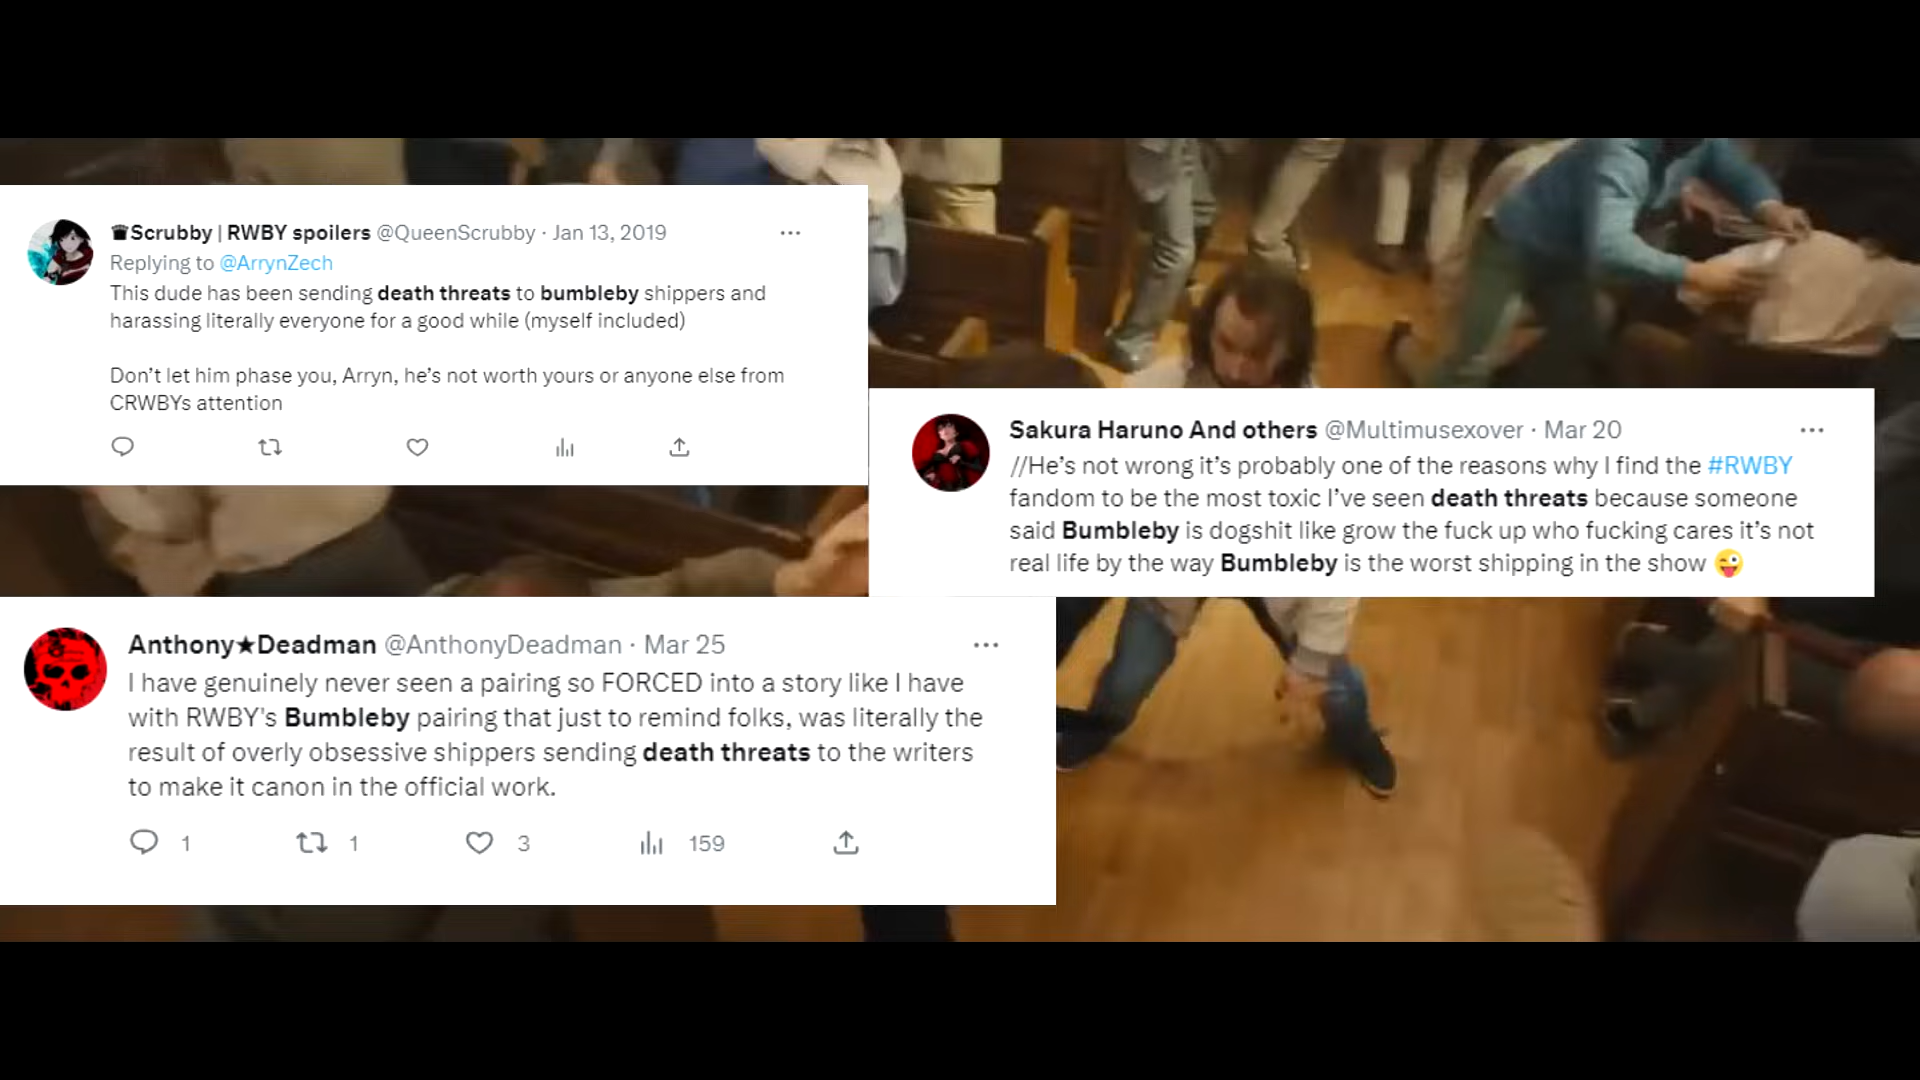 ♛Scrubby | RWBY spoilers @QueenScrubby · Jan 13, 2019
Replying to @ArrynZech
This dude has been sending death threats to bumbleby shippers and
harassing literally everyone for a good while (myself included)
Don't let him phase you, Arryn, he's not worth yours or anyone else from
CRWBYs attention
Sakura Haruno And others @Multimusexover · Mar 20
//He's not wrong it's probably one of the reasons why I find the #RWBY
fandom to be the most toxic I've seen death threats because someone
said Bumbleby is dogshit like grow the fuck up who fucking cares it's not
real life by the way Bumbleby is the worst shipping in the show 😜
Anthony★Deadman @AnthonyDeadman · Mar 25
I have genuinely never seen a pairing so FORCED into a story like I have
with RWBY's Bumbleby pairing that just to remind folks, was literally the
result of overly obsessive shippers sending death threats to the writers
to make it canon in the official work.
1 1 3 159